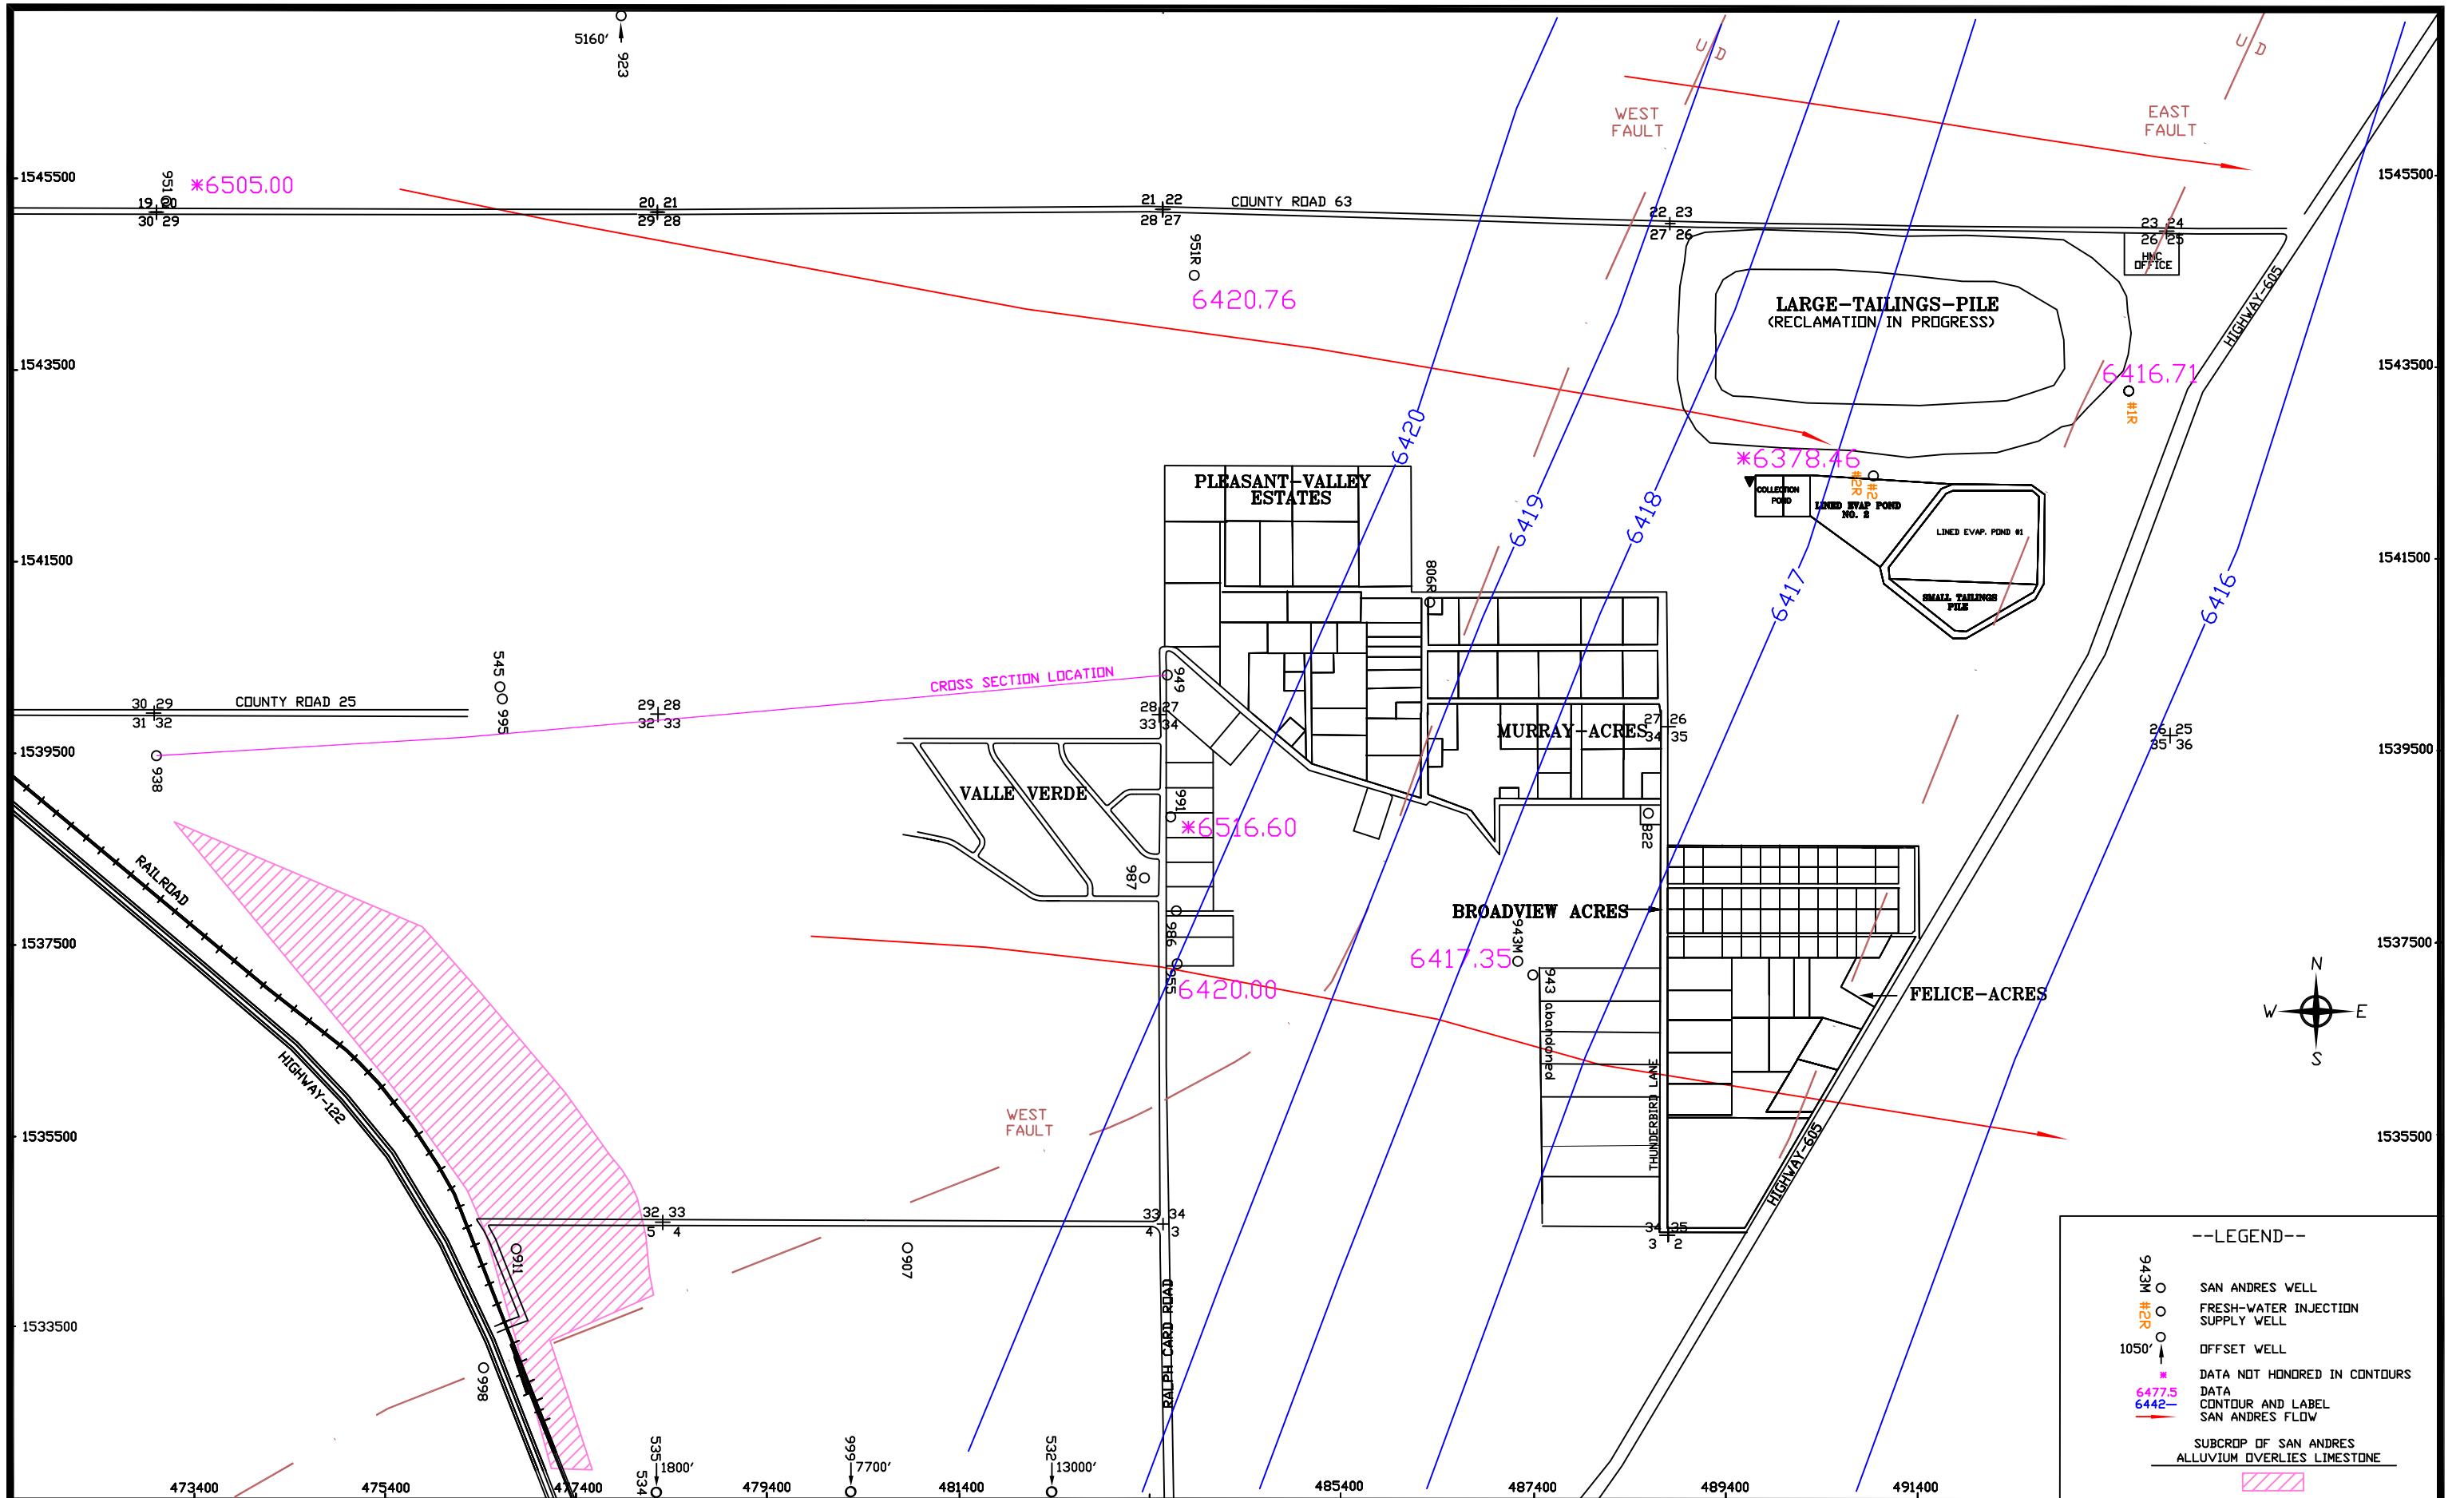 5160'
923
U D
U D
WEST
FAULT
EAST
FAULT
1545500
951
*6505.00
1545500
19 20
30 29
20 21
29 28
21 22
28 27
COUNTY ROAD 63
22 23
27 26
23 24
26 25
HMC
OFFICE
951R
6420.76
LARGE-TAILINGS-PILE
(RECLAMATION IN PROGRESS)
HIGHWAY-605
1543500
1543500
6416.71
#1R
6420
*6378.46
PLEASANT-VALLEY
ESTATES
6419
6418
COLLECTION
POND
#2R
#2
LINED EVAP POND
NO. 2
LINED EVAP. POND #1
1541500
1541500
806R
6417
6416
SMALL TAILINGS
PILE
545
995
949
CROSS SECTION LOCATION
30 29
31 32
COUNTY ROAD 25
29 28
32 33
28 27
33 34
MURRAY-ACRES
27 26
34 35
26 25
35 36
1539500
1539500
938
VALLE VERDE
991
*6516.60
822
RAILROAD
987
BROADVIEW ACRES
986
943M
1537500
1537500
6417.35
955
6420.00
943 abandoned
FELICE-ACRES
N
W
E
S
HIGHWAY-122
WEST
FAULT
THUNDERBIRD LANE
1535500
1535500
HIGHWAY-605
32 33
5 4
33 34
4 3
34 35
3 2
911
907
RALPH CARD ROAD
1533500
998
535
534
1800'
999
7700'
532
13000'
473400
475400
477400
479400
481400
485400
487400
489400
491400
--LEGEND--
943M
SAN ANDRES WELL
#2R
FRESH-WATER INJECTION
SUPPLY WELL
1050'
OFFSET WELL
* DATA NOT HONORED IN CONTOURS
6477.5 DATA
6442 CONTOUR AND LABEL
SAN ANDRES FLOW
SUBCROP OF SAN ANDRES
ALLUVIUM OVERLIES LIMESTONE